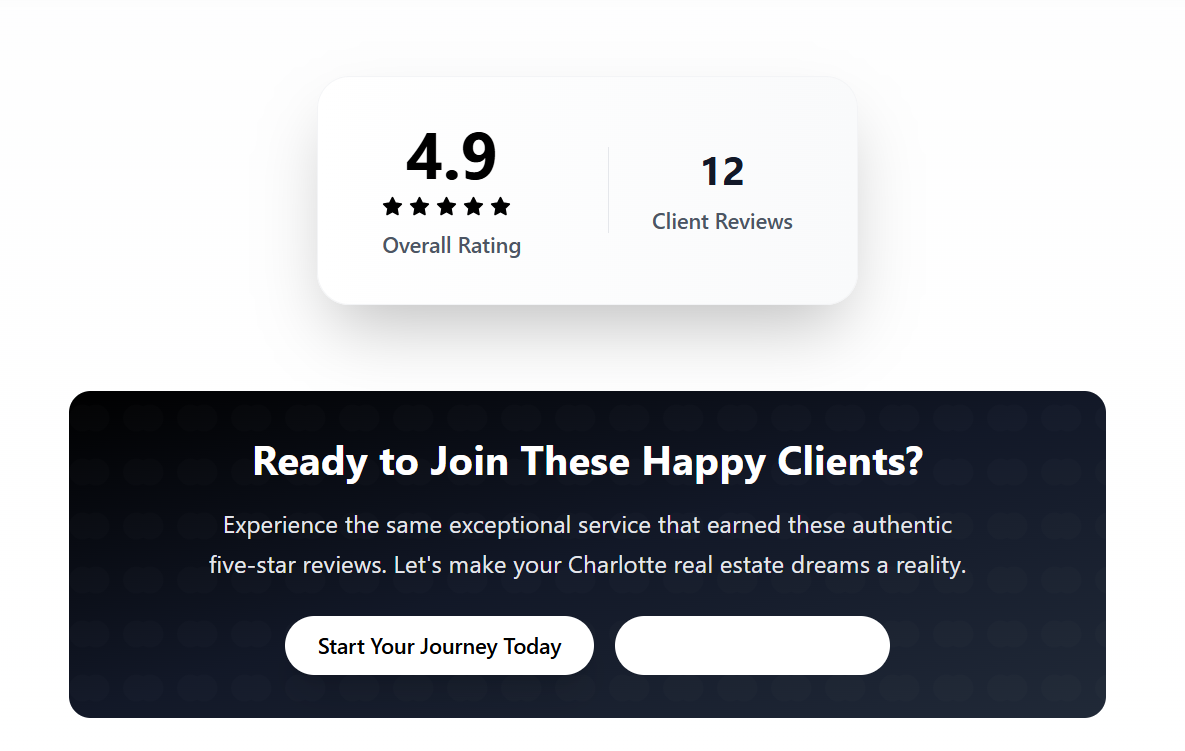 4.9
Overall Rating
12
Client Reviews
Ready to Join These Happy Clients?
Experience the same exceptional service that earned these authentic
five-star reviews. Let's make your Charlotte real estate dreams a reality.
Start Your Journey Today